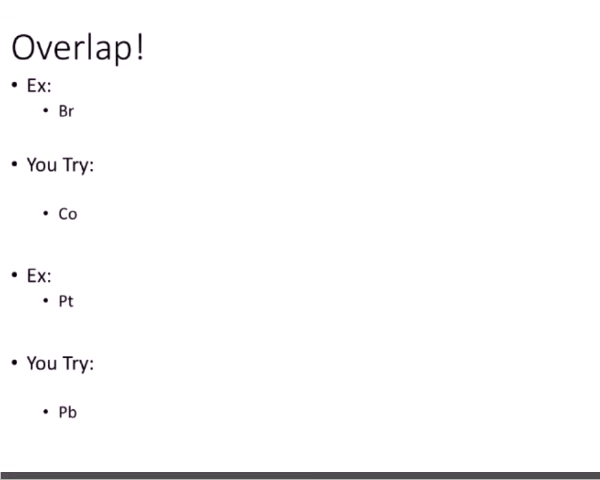 Overlap!
• Ex:
• Br
• You Try:
• Co
• Ex:
• Pt
• You Try:
• Pb